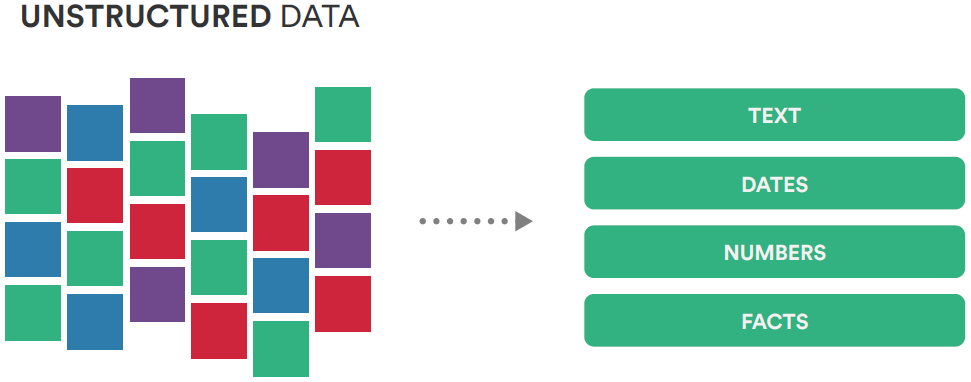 UNSTRUCTURED DATA
TEXT
DATES
NUMBERS
FACTS